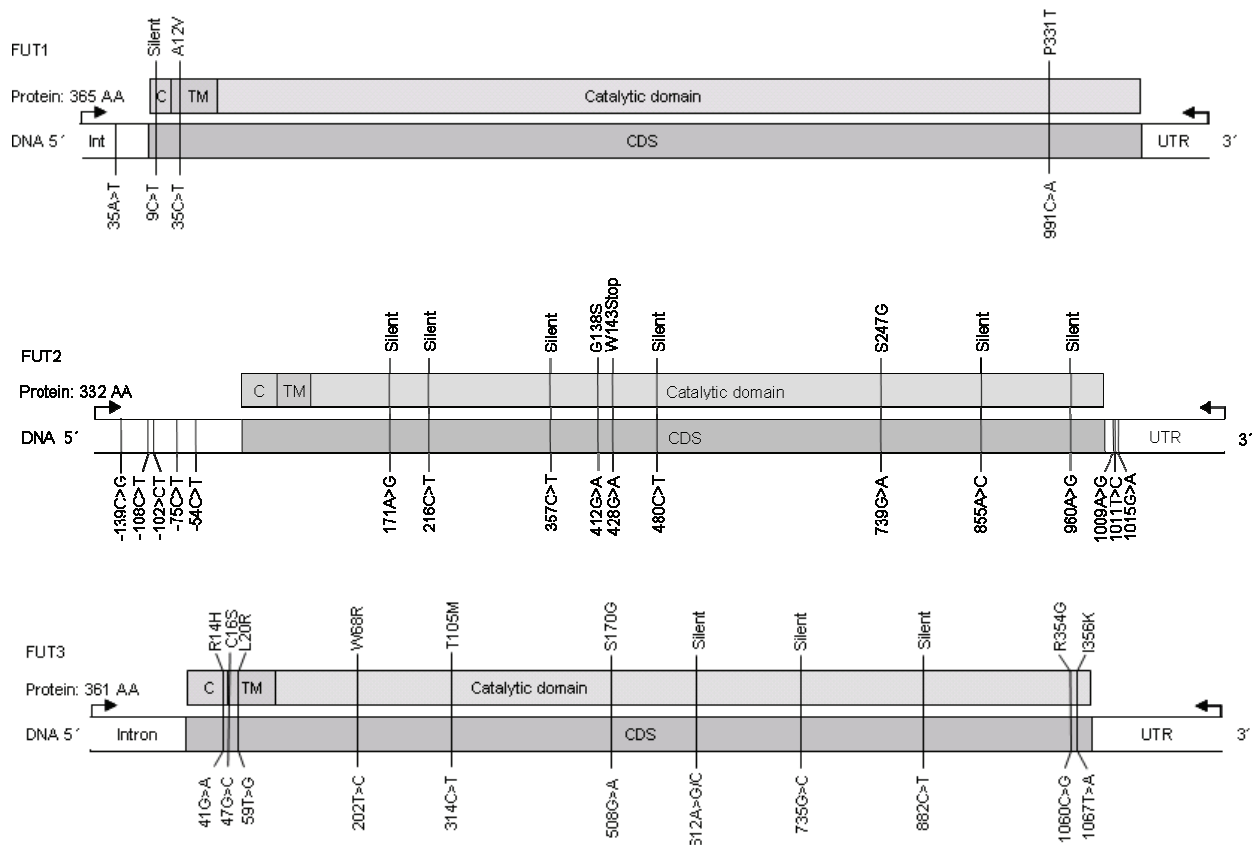 FUT1
Silent
A12V
P331T
Protein: 365 AA
C
TM
Catalytic domain
DNA 5´
Int
CDS
UTR
3´
35A>T
9C>T
35C>T
991C>A
FUT2
Silent
Silent
Silent
G138S
W143Stop
Silent
S247G
Silent
Silent
Protein: 332 AA
C
TM
Catalytic domain
DNA 5´
CDS
UTR
3´
-139C>G
-108C>T
-102>CT
-75C>T
-54C>T
171A>G
216C>T
357C>T
412G>A
428G>A
480C>T
739G>A
855A>C
960A>G
1009A>G
1011T>C
1015G>A
FUT3
R14H
C16S
L20R
W68R
T105M
S170G
Silent
Silent
Silent
R354G
I356K
Protein: 361 AA
C
TM
Catalytic domain
DNA 5´
Intron
CDS
UTR
3´
41G>A
47G>C
59T>G
202T>C
314C>T
508G>A
612A>G/C
735G>C
882C>T
1060C>G
1067T>A